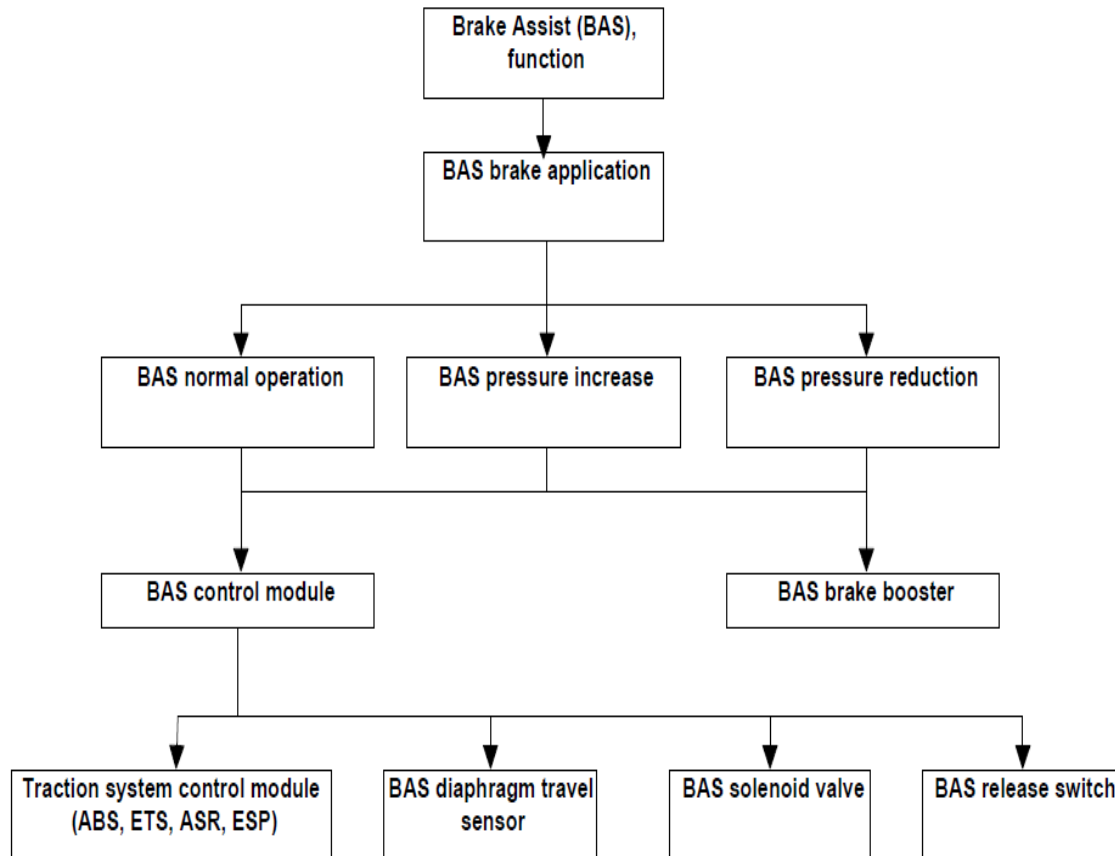 Brake Assist (BAS),
function
BAS brake application
BAS normal operation
BAS pressure increase
BAS pressure reduction
BAS control module
BAS brake booster
Traction system control module
(ABS, ETS, ASR, ESP)
BAS diaphragm travel
sensor
BAS solenoid valve
BAS release switch